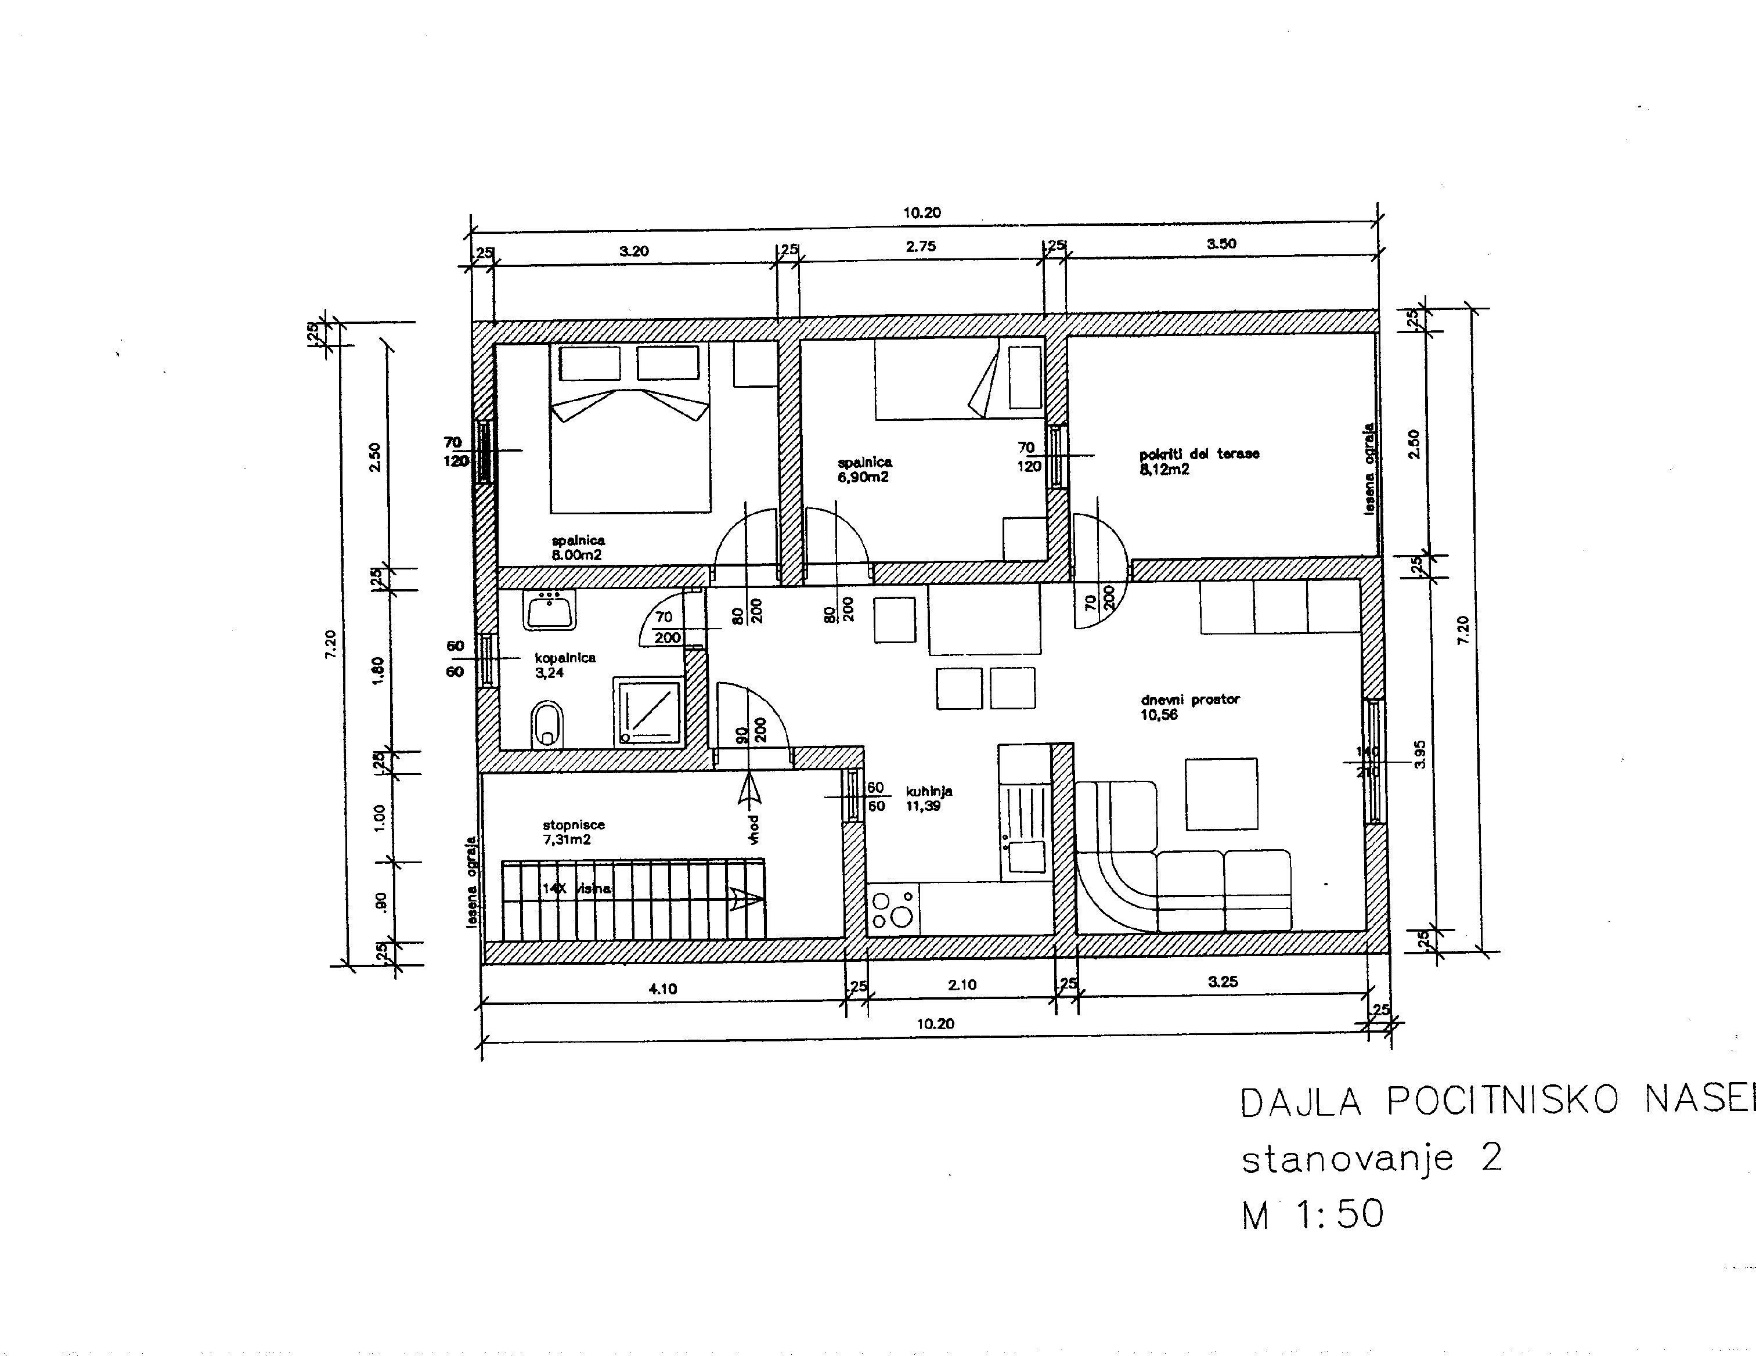 10.20
.25
3.20
.25
2.75
.25
3.50
.25
.25
70
120
2.50
spalnica
6,90m2
70
120
pokriti del terase
8,12m2
lesena ograja
2.50
spalnica
8.00m2
.25
.25
80
200
80
200
70
200
70
200
7.20
7.20
60
60
1.80
kopalnica
3,24
dnevni prostor
10,56
90
200
.25
140
210
3.95
60
60
kuhinja
11,39
1.00
stopnisce
7,31m2
vhod
lesena ograja
14X visina
.90
.25
.25
4.10
.25
2.10
.25
3.25
.25
10.20
DAJLA POCITNISKO NASE
stanovanje 2
M 1:50